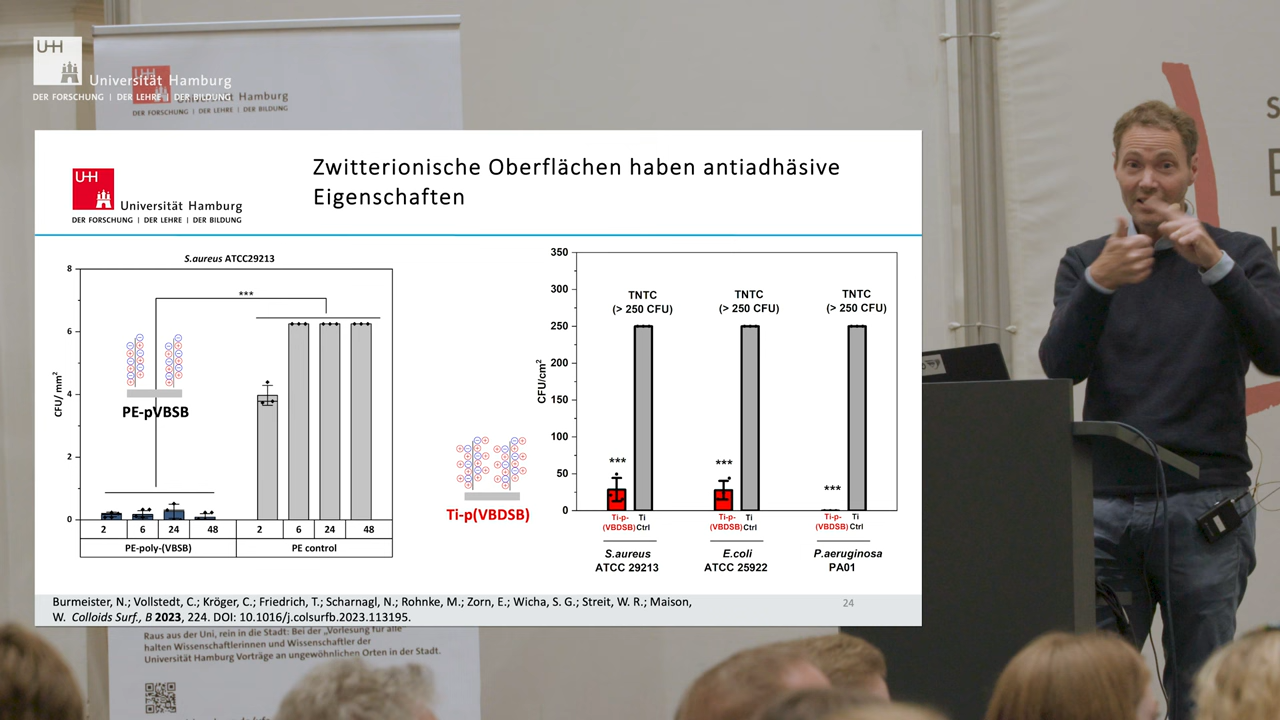 UHH
Universität Hamburg
DER FORSCHUNG | DER LEHRE | DER BILDUNG
Universität Hamburg
DER FORSCHUNG | DER LEHRE | DER BILDUNG
Zwitterionische Oberflächen haben antiadhäsive
Eigenschaften
UHH
Universität Hamburg
DER FORSCHUNG | DER LEHRE | DER BILDUNG
S.aureus ATCC29213
8
6
4
2
0
CFU/ mm²
***
PE-pVBSB
2 6 24 48 2 6 24 48
PE-poly-(VBSB) PE control
Ti-p(VBDSB)
350
300
250
200
150
100
50
0
CFU/cm²
TNTC TNTC TNTC
(> 250 CFU) (> 250 CFU) (> 250 CFU)
*** *** ***
Ti-p- Ti Ti-p- Ti Ti-p- Ti
(VBDSB) Ctrl (VBDSB) Ctrl (VBDSB) Ctrl
S.aureus E.coli P.aeruginosa
ATCC 29213 ATCC 25922 PA01
Burmeister, N.; Vollstedt, C.; Kröger, C.; Friedrich, T.; Scharnagl, N.; Rohnke, M.; Zorn, E.; Wicha, S. G.; Streit, W. R.; Maison,
W. Colloids Surf., B 2023, 224. DOI: 10.1016/j.colsurfb.2023.113195.
24
Raus aus der Uni, rein in die Stadt: Bei der „Vorlesung für alle
halten Wissenschaftlerinnen und Wissenschaftler der
Universität Hamburg Vorträge an ungewöhnlichen Orten in der Stadt.